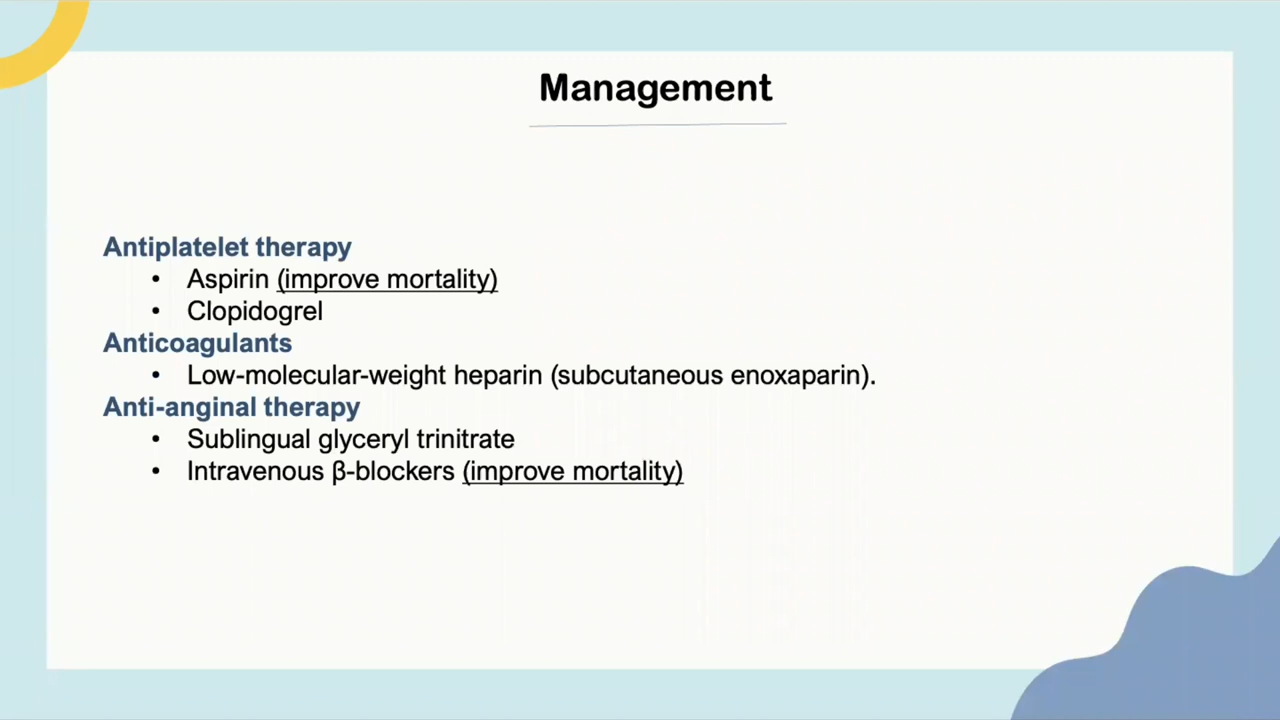 Management
Antiplatelet therapy
• Aspirin (improve mortality)
• Clopidogrel
Anticoagulants
• Low-molecular-weight heparin (subcutaneous enoxaparin).
Anti-anginal therapy
• Sublingual glyceryl trinitrate
• Intravenous β-blockers (improve mortality)